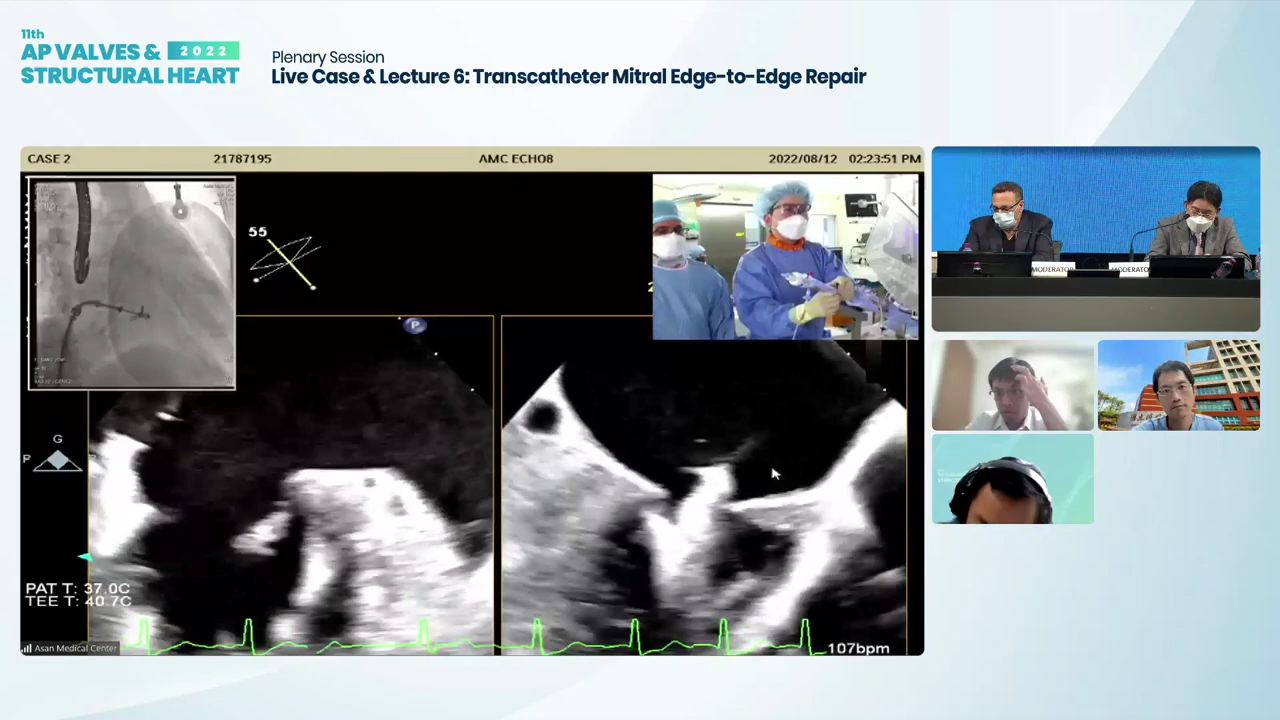 11th
AP VALVES & 2022
STRUCTURAL HEART
Plenary Session
Live Case & Lecture 6: Transcatheter Mitral Edge-to-Edge Repair
CASE 2 21787195 AMC ECHO8 2022/08/12 02:23:51 PM
55
P
G
P
PAT T: 37.0C
TEE T: 40.7C
107bpm
Asan Medical Center
MODERATO MODERATO